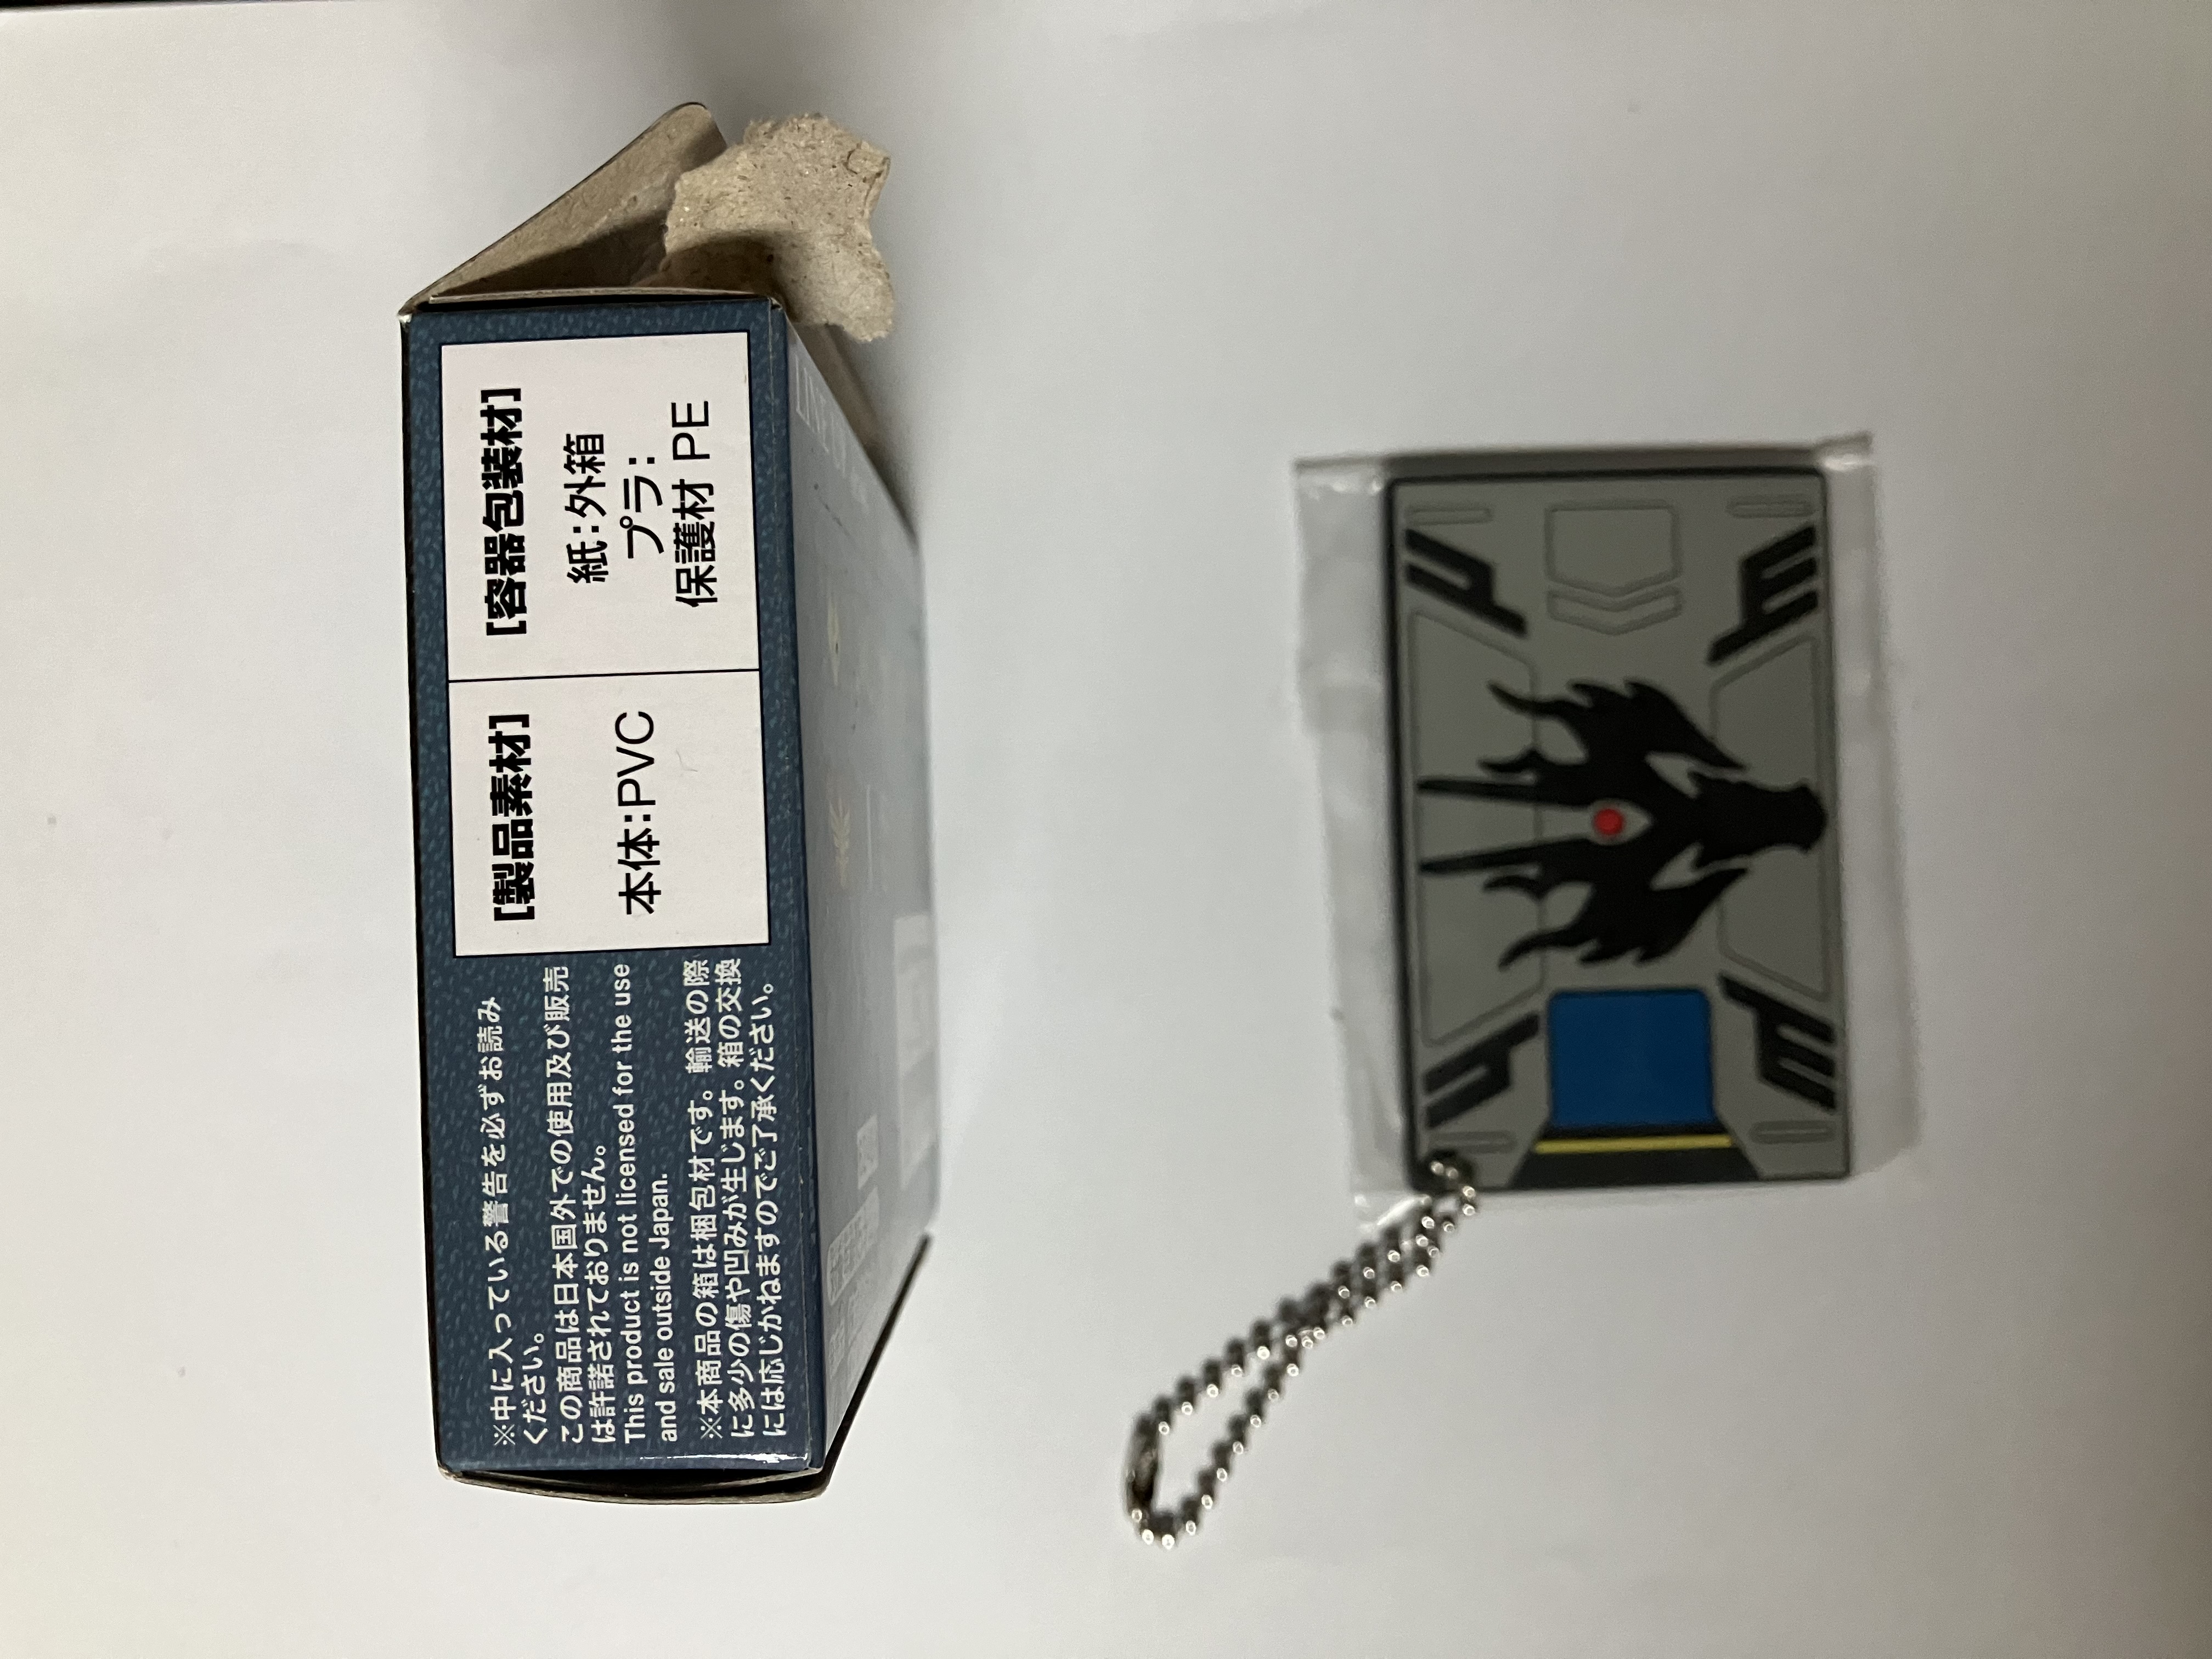 ※中に入っている警告を必ずお読み
ください。
この商品は日本国外での使用及び販売
は許諾されておりません。
This product is not licensed for the use
and sale outside Japan.
※本商品の箱は梱包材です。輸送の際
に多少の傷や凹みが生じます。箱の交換
には応じかねますのでご了承ください。
[製品素材]
本体:PVC
[容器包装材]
紙:外箱
プラ:
保護材 PE